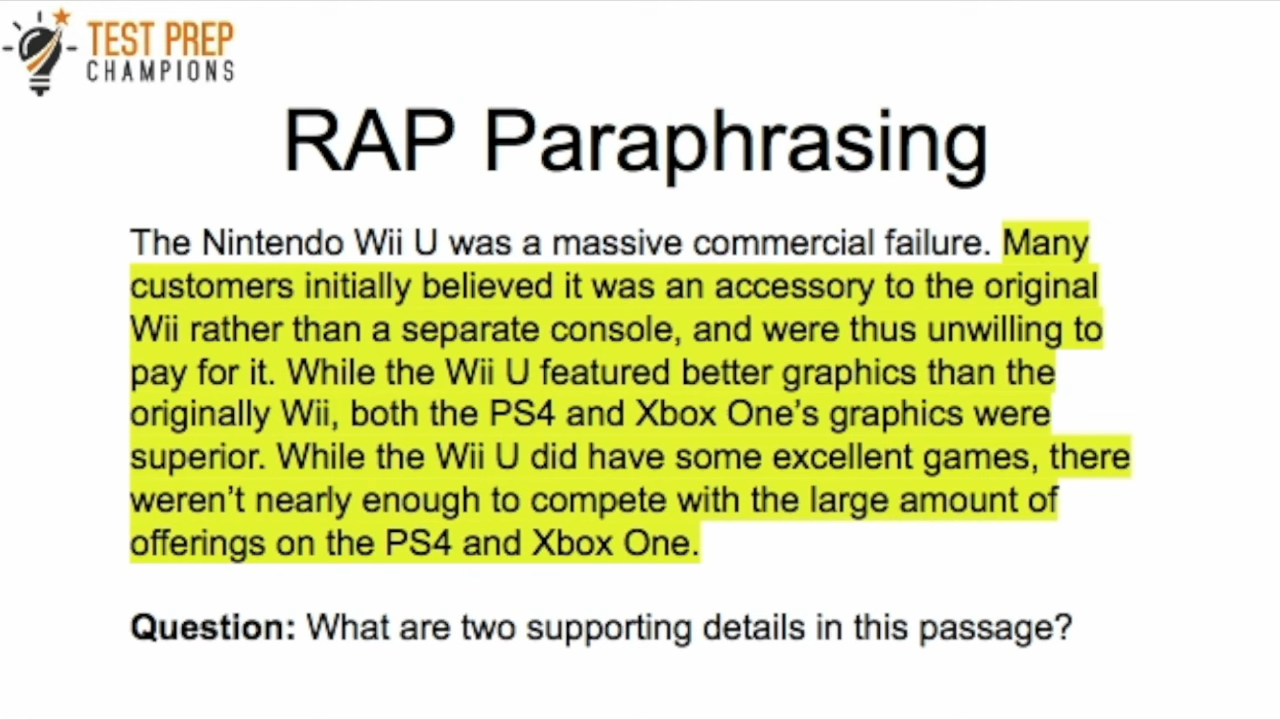 TEST PREP
CHAMPIONS
RAP Paraphrasing
The Nintendo Wii U was a massive commercial failure. Many
customers initially believed it was an accessory to the original
Wii rather than a separate console, and were thus unwilling to
pay for it. While the Wii U featured better graphics than the
originally Wii, both the PS4 and Xbox One’s graphics were
superior. While the Wii U did have some excellent games, there
weren’t nearly enough to compete with the large amount of
offerings on the PS4 and Xbox One.
Question: What are two supporting details in this passage?